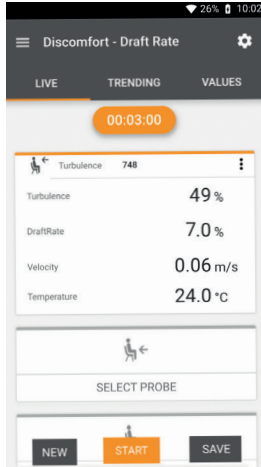 26% 10:02
Discomfort - Draft Rate
LIVE TRENDING VALUES
00:03:00
Turbulence 748
Turbulence 49 %
DraftRate 7.0 %
Velocity 0.06 m/s
Temperature 24.0 °C
SELECT PROBE
NEW START SAVE